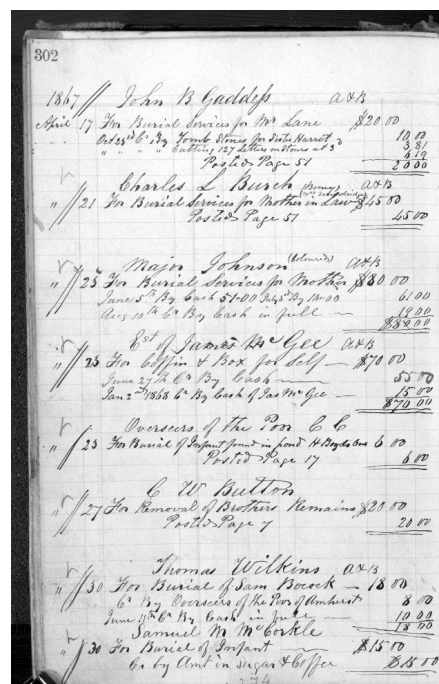 302
1867 John B Gaddess A&B
April 17 For Burial Services for Mr Lane $20 00
Oct 23d Cr By Tomb Stones for Sister Harriet 10 00
" " " " Cutting 127 Letters on Stones at 3 3 81
6 19
Posted Page 51 20 00
Charles L Burch A&B
" 21 For Burial Services for Mother in Law $45 00
Posted Page 51 45 00
Major Johnson (Coloured) A&B
" 25 For Burial Services for Mother $80 00
June 5th By Cash 51.00 By 10.00 61 00
Aug 10th Cr By Cash in full 19 00
$80 00
Est of James McGee A&B
" 23 For Coffin & Box for Self $70 00
June 27th Cr By Cash 55 00
Jan 2nd 1868 Cr By Cash of Jas McGee 15 00
$70 00
Overseers of the Poor C C
" 23 For Burial of Infant found in pond 6 00
Posted Page 17 6 00
C W Button
" 27 For Removal of Brothers Remains $20 00
Posted Page 7 20 00
Thomas Wilkins A&B
" 30 For Burial of Sam Bocock 18 00
Cr By Overseers of the Poor of Amherst 8 00
June 11th Cr By Cash in full 10 00
18 00
Samuel M McCorkle
" 30 For Burial of Infant $15 00
Cr by Amt in Sugar & Coffee $15 00
274